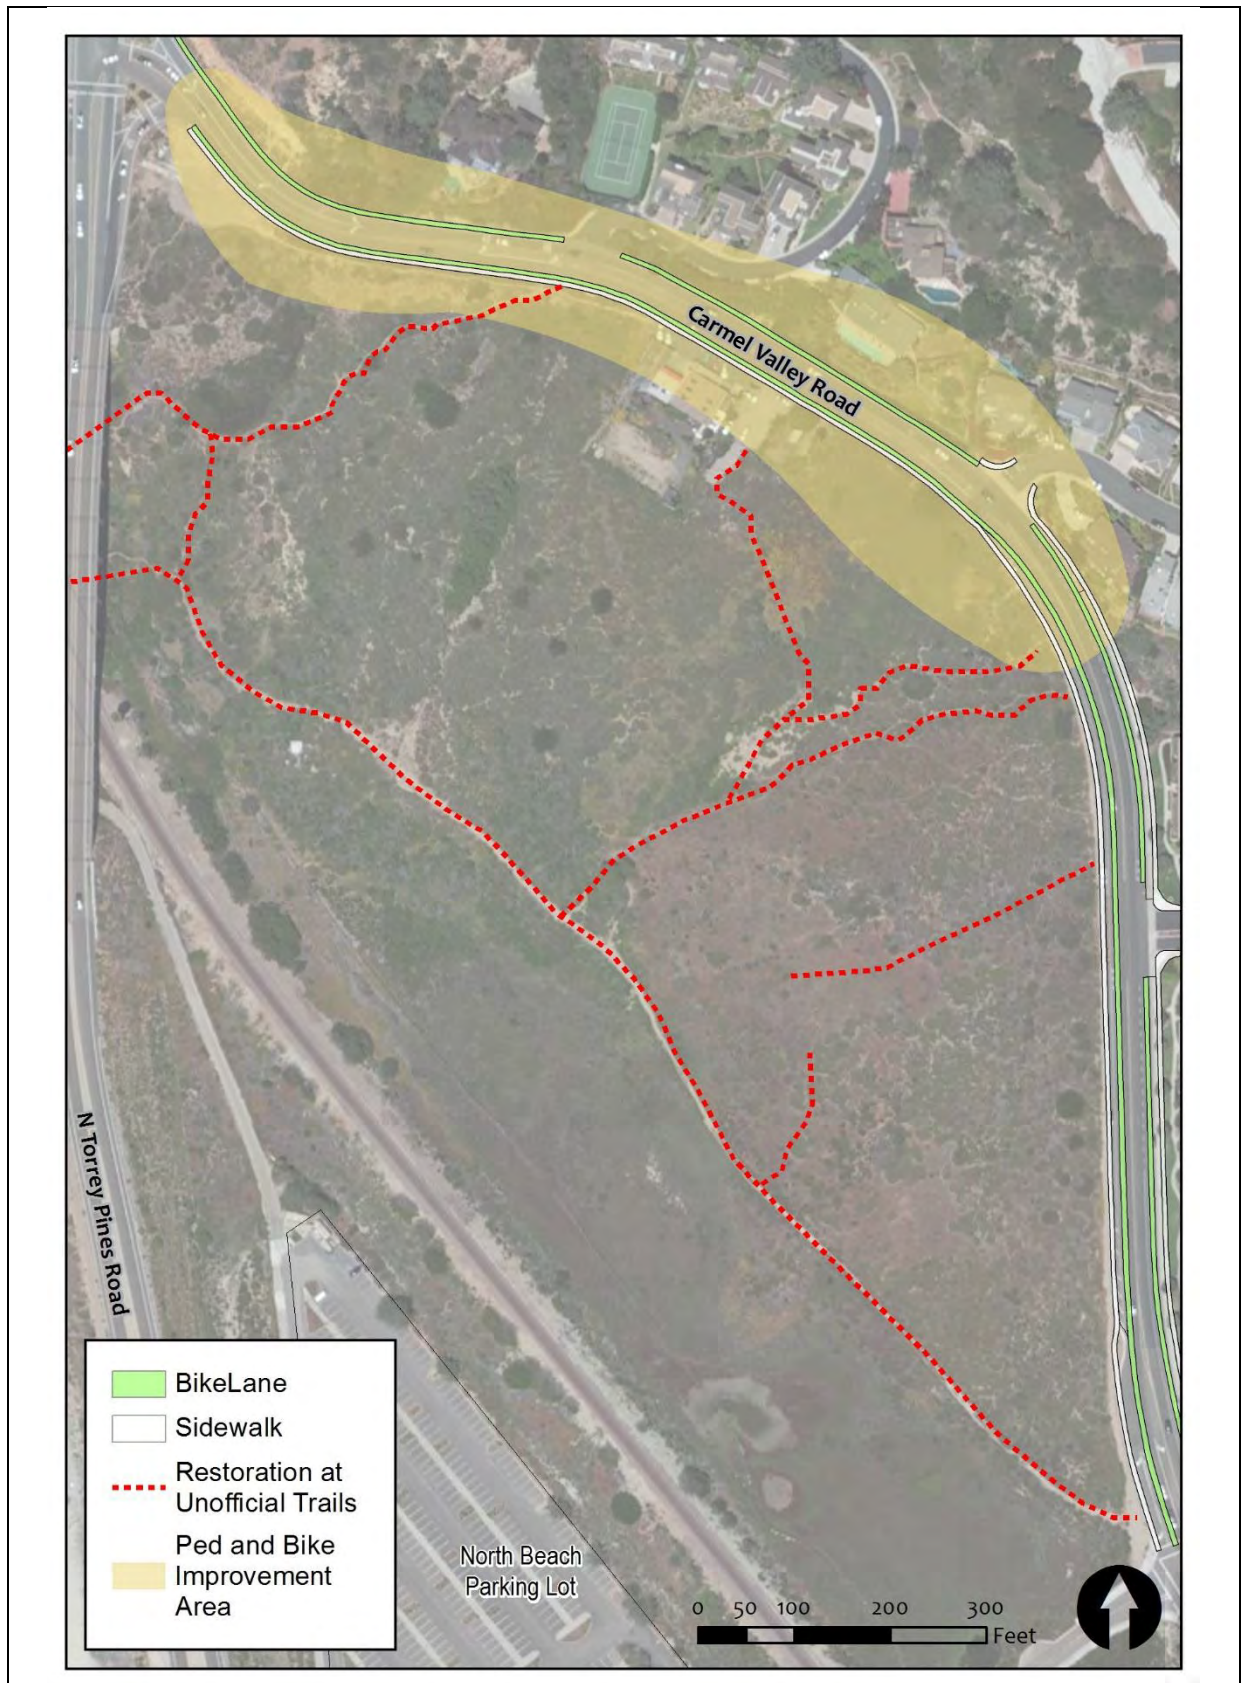 Carmel Valley Road
N Torrey Pines Road
BikeLane
Sidewalk
Restoration at
Unofficial Trails
Ped and Bike
Improvement
Area
North Beach
Parking Lot
0 50 100 200 300
Feet